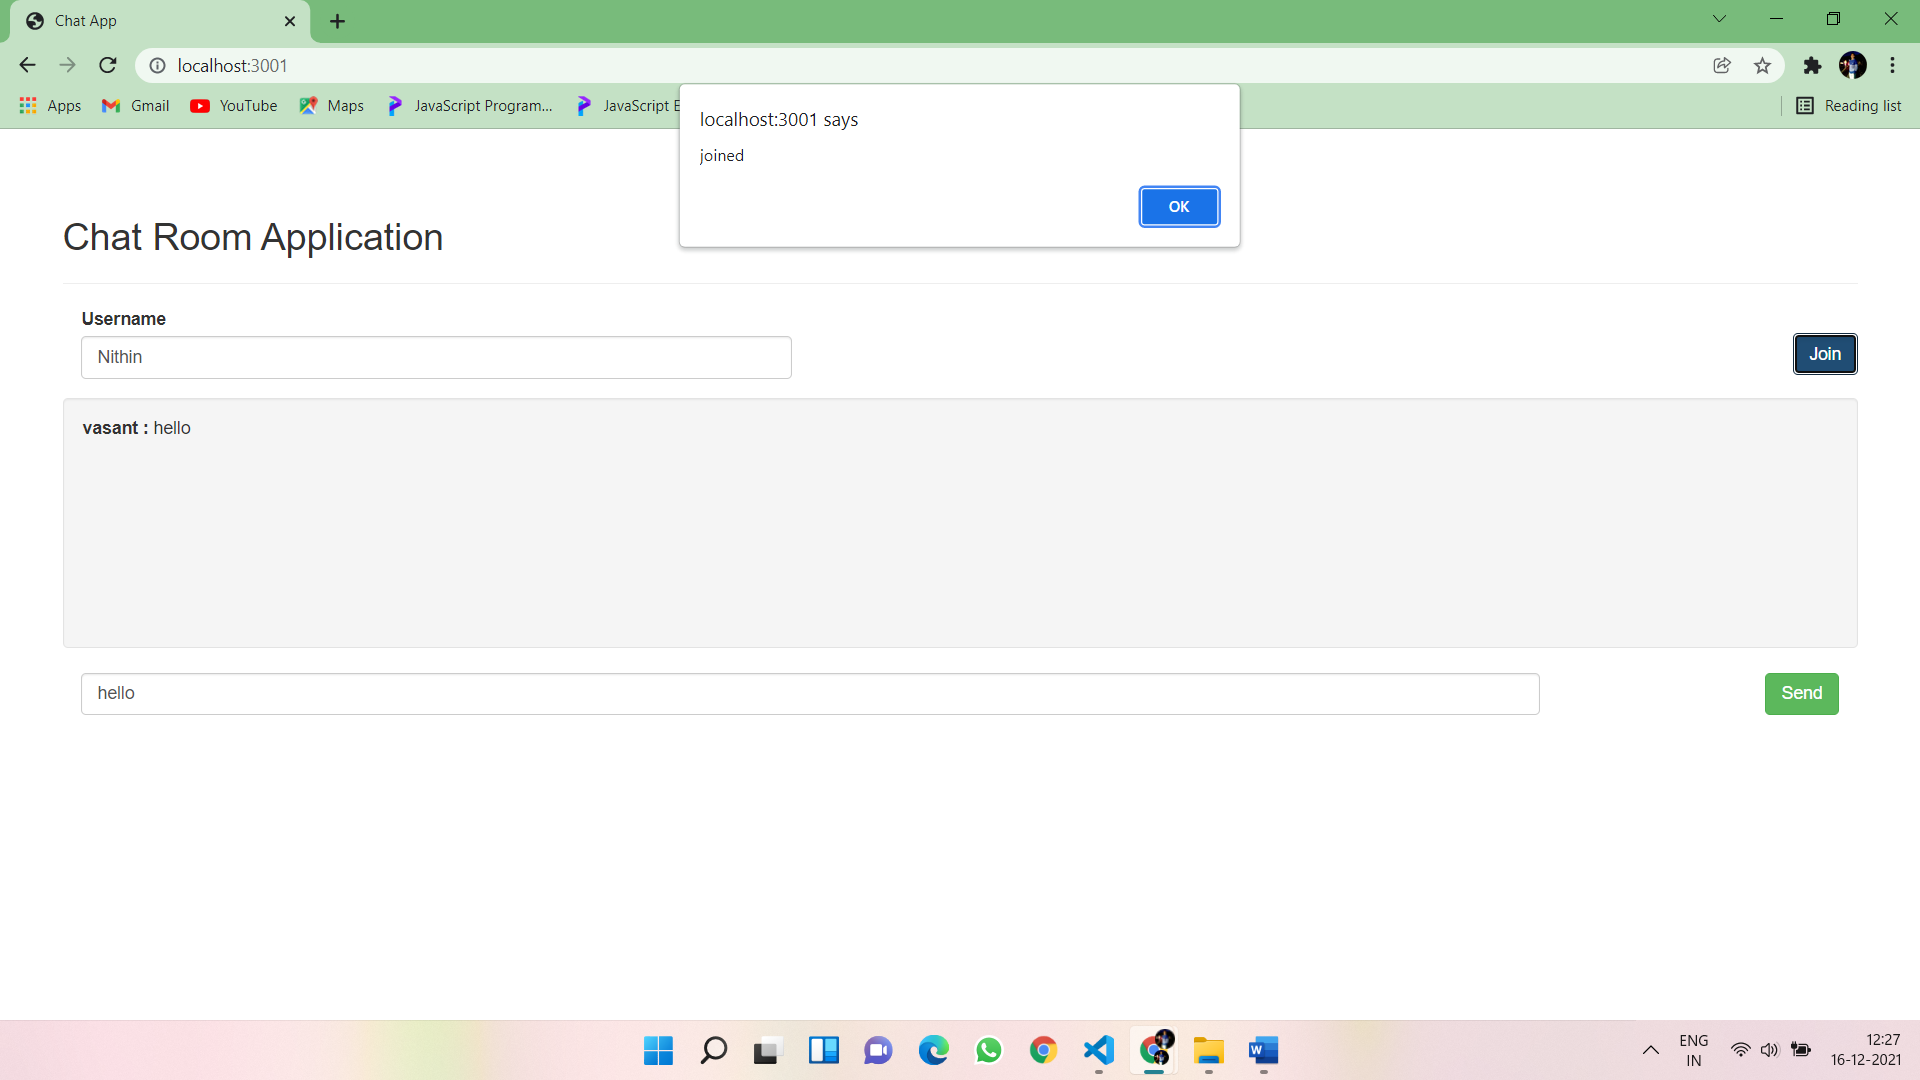 Chat App
localhost:3001
Apps
Gmail
YouTube
Maps
JavaScript Program...
JavaScript E
Reading list
localhost:3001 says
joined
OK
Chat Room Application
Username
Nithin
Join
vasant : hello
hello
Send
W
ENG
IN
12:27
16-12-2021